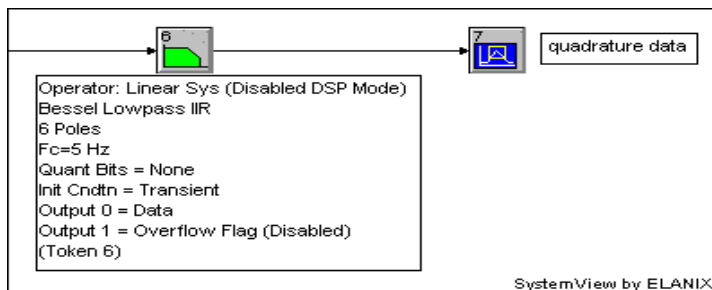 6
7
quadrature data
Operator: Linear Sys (Disabled DSP Mode)
Bessel Lowpass IIR
6 Poles
Fc=5 Hz
Quant Bits = None
Init Cndtn = Transient
Output 0 = Data
Output 1 = Overflow Flag (Disabled)
(Token 6)
SystemView by ELANIX